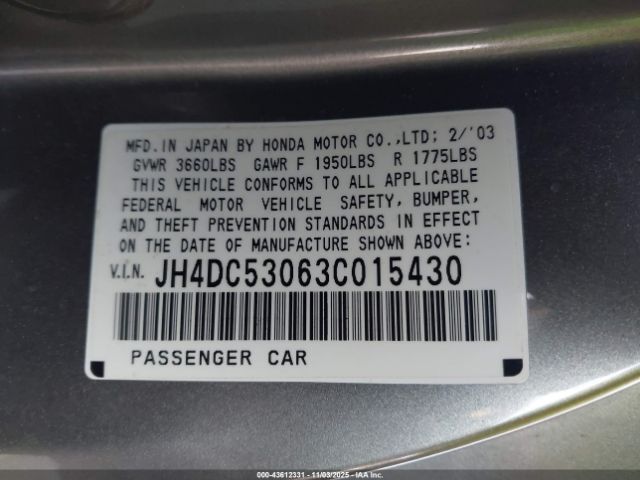 MFD. IN JAPAN BY HONDA MOTOR CO.,LTD; 2/'03
GVWR 3660LBS GAWR F 1950LBS R 1775LBS
THIS VEHICLE CONFORMS TO ALL APPLICABLE
FEDERAL MOTOR VEHICLE SAFETY, BUMPER,
AND THEFT PREVENTION STANDARDS IN EFFECT
ON THE DATE OF MANUFACTURE SHOWN ABOVE:
V.I.N. JH4DC53063C015430
PASSENGER CAR
© IAA - 43612331 - 11/03/2025 - IAAI.COM